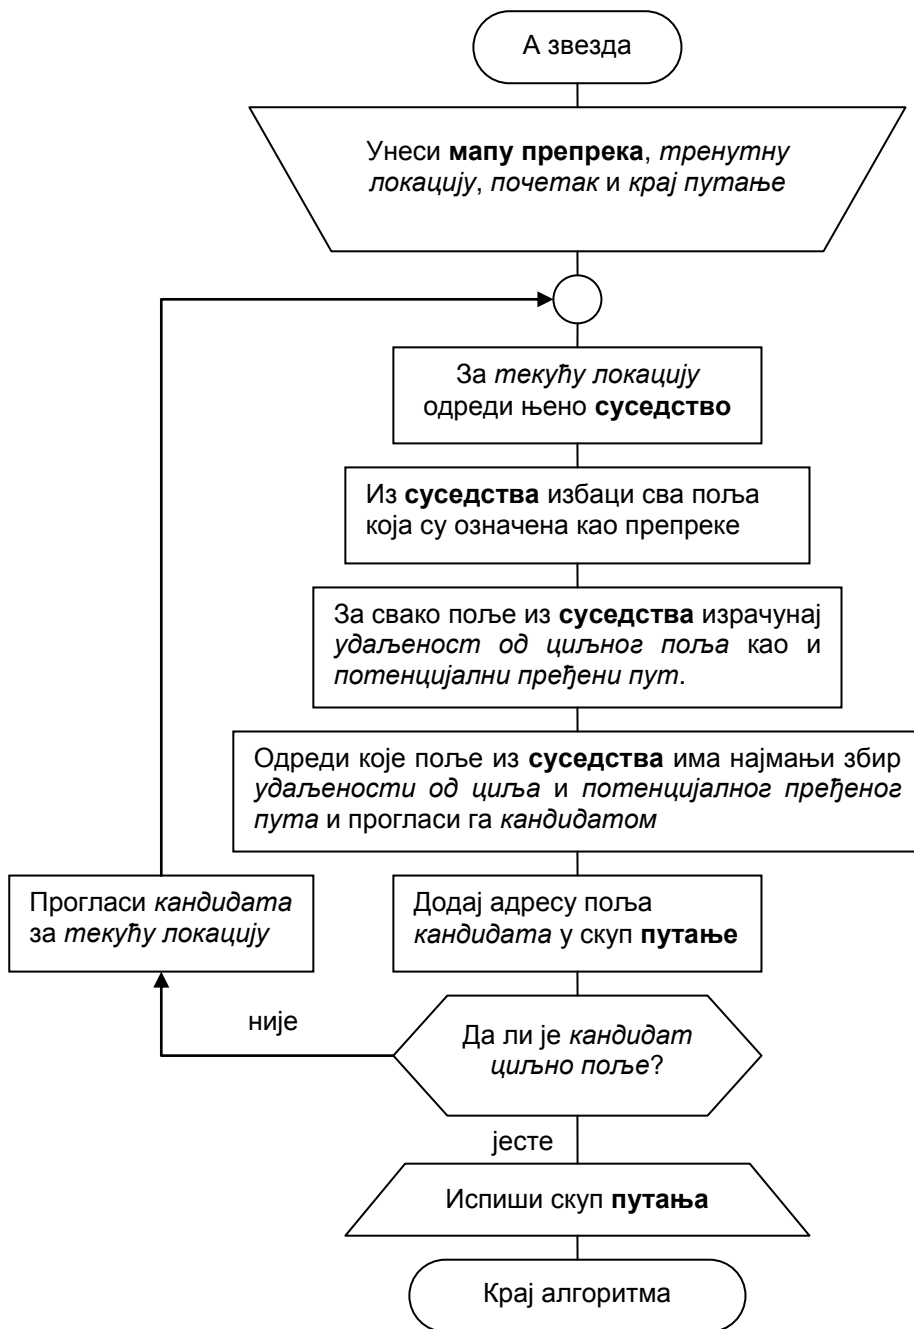 А звезда
Унеси мапу препрека, тренутну
локацију, почетак и крај путање
За текућу локацију
одреди њено суседство
Из суседства избаци сва поља
која су означена као препреке
За свако поље из суседства израчунај
удаљеност од циљног поља као и
потенцијални пређени пут.
Одреди које поље из суседства има најмањи збир
удаљености од циља и потенцијалног пређеног
пута и прогласи га кандидатом
Прогласи кандидата
за текућу локацију
Додај адресу поља
кандидата у скуп путање
није
Да ли је кандидат
циљно поље?
јесте
Испиши скуп путања
Крај алгоритма